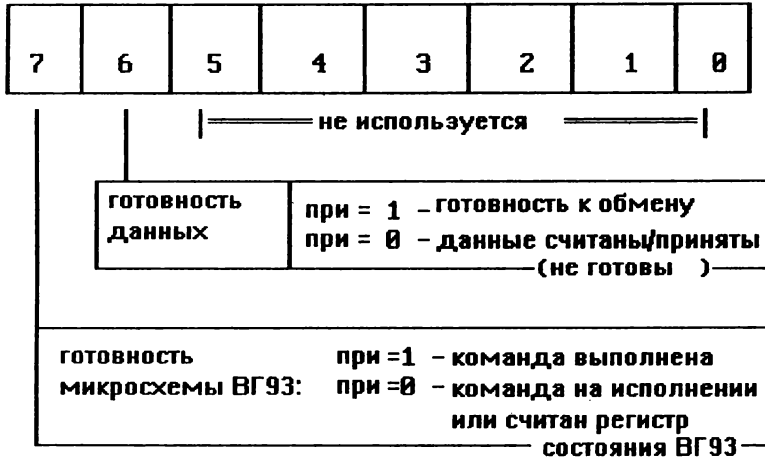 7 6 5 4 3 2 1 0
не используется
готовность
данных
при = 1 - готовность к обмену
при = 0 - данные считаны/приняты
(не готовы )
готовность при =1 - команда выполнена
микросхемы ВГ93: при =0 - команда на исполнении
или считан регистр
состояния ВГ93